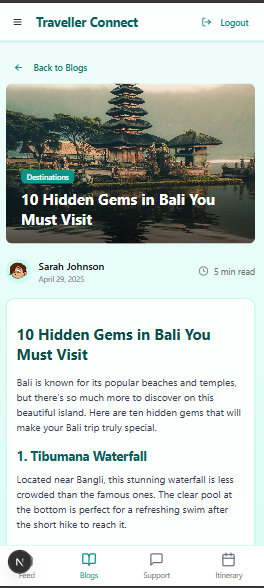 Traveller Connect
Logout
Back to Blogs
Destinations
10 Hidden Gems in Bali You
Must Visit
Sarah Johnson
April 29, 2025
5 min read
10 Hidden Gems in Bali You
Must Visit
Bali is known for its popular beaches and temples,
but there's so much more to discover on this
beautiful island. Here are ten hidden gems that will
make your Bali trip truly special.
1. Tibumana Waterfall
Located near Bangli, this stunning waterfall is less
crowded than the famous ones. The clear pool at
the bottom is perfect for a refreshing swim after
the short hike to reach it.
N
Feed
Blogs
Support
Itinerary